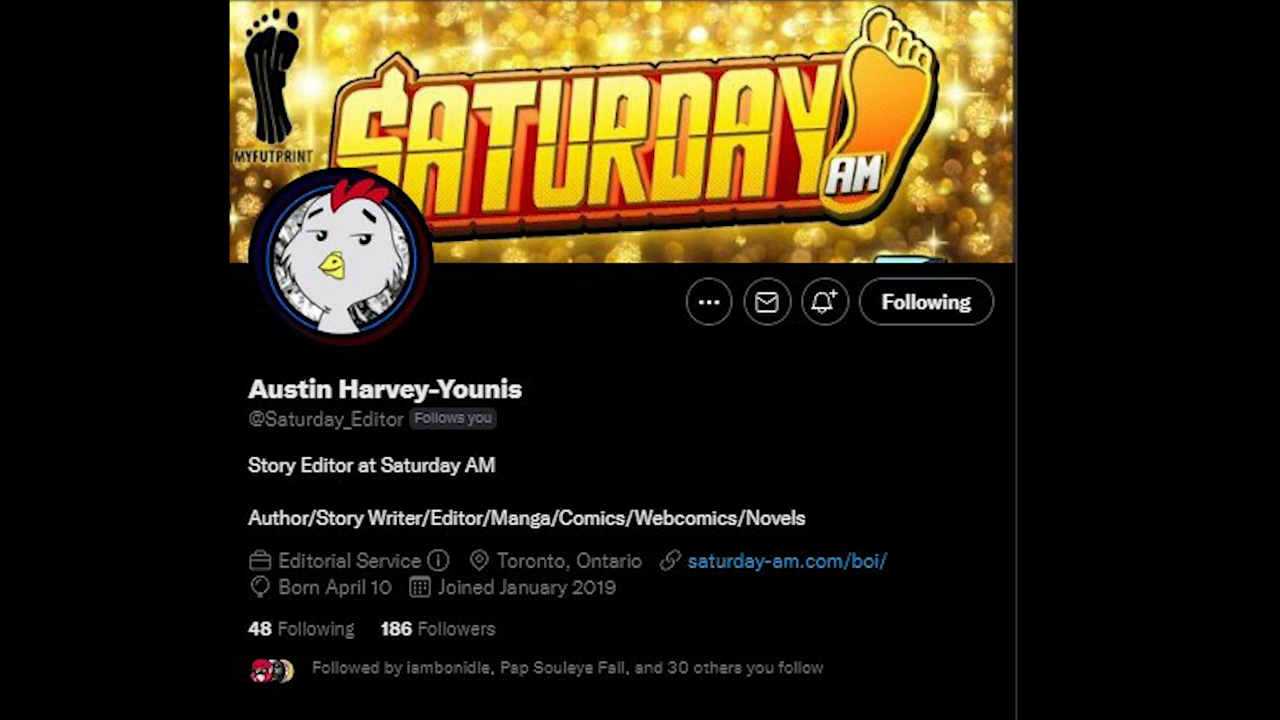 MYFUTPRINT
SATURDAY
AM
Following
Austin Harvey-Younis
@Saturday_Editor Follows you
Story Editor at Saturday AM
Author/Story Writer/Editor/Manga/Comics/Webcomics/Novels
Editorial Service Toronto, Ontario saturday-am.com/boi/
Born April 10 Joined January 2019
48 Following 186 Followers
Followed by iambonidle, Pap Souleye Fall, and 30 others you follow